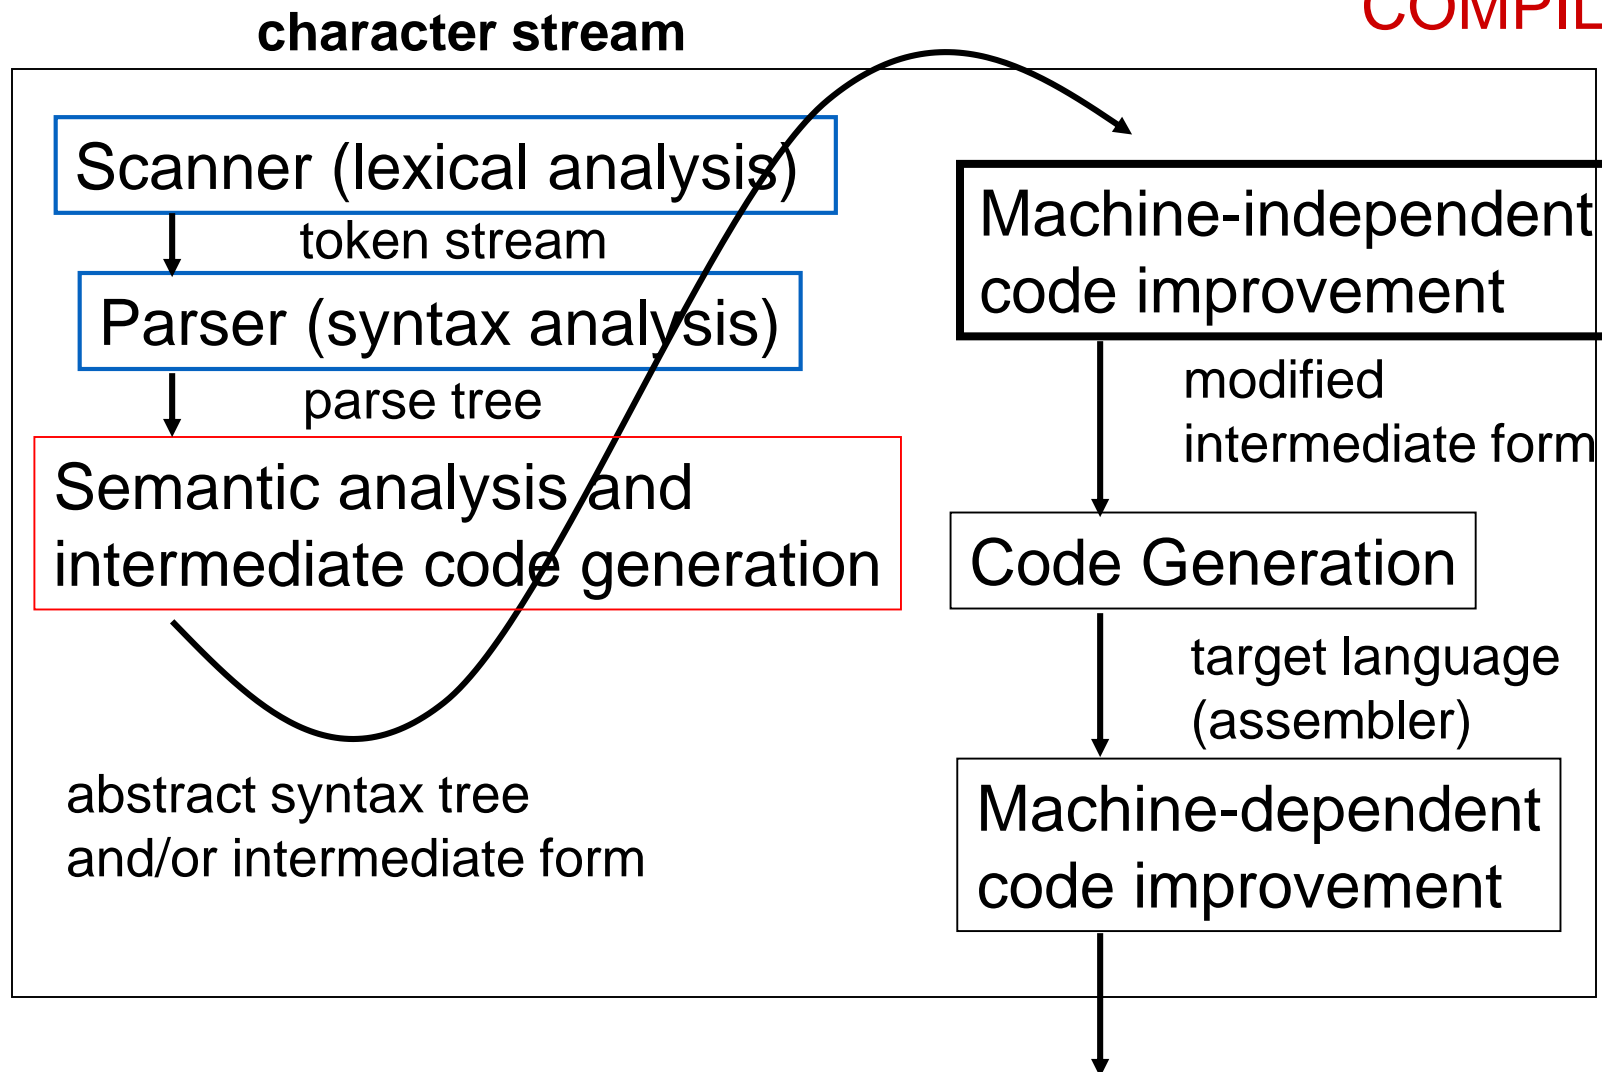 character stream
COMPIL
Scanner (lexical analysis)
token stream
Parser (syntax analysis)
parse tree
Semantic analysis and
intermediate code generation
abstract syntax tree
and/or intermediate form
Machine-independent
code improvement
modified
intermediate form
Code Generation
target language
(assembler)
Machine-dependent
code improvement